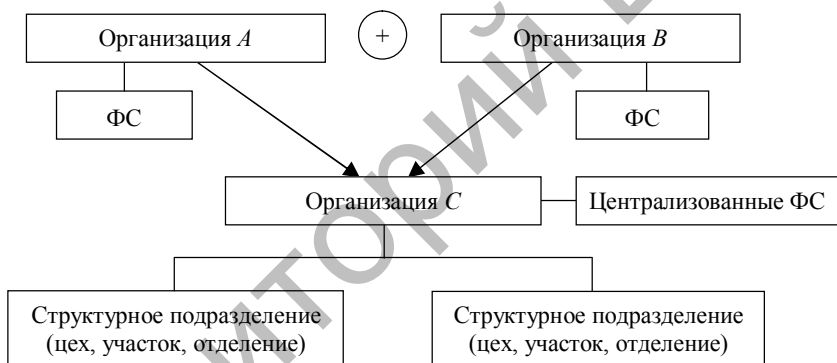 Организация A
+
Организация B
ФС
ФС
Организация C
Централизованные ФС
Структурное подразделение
(цех, участок, отделение)
Структурное подразделение
(цех, участок, отделение)